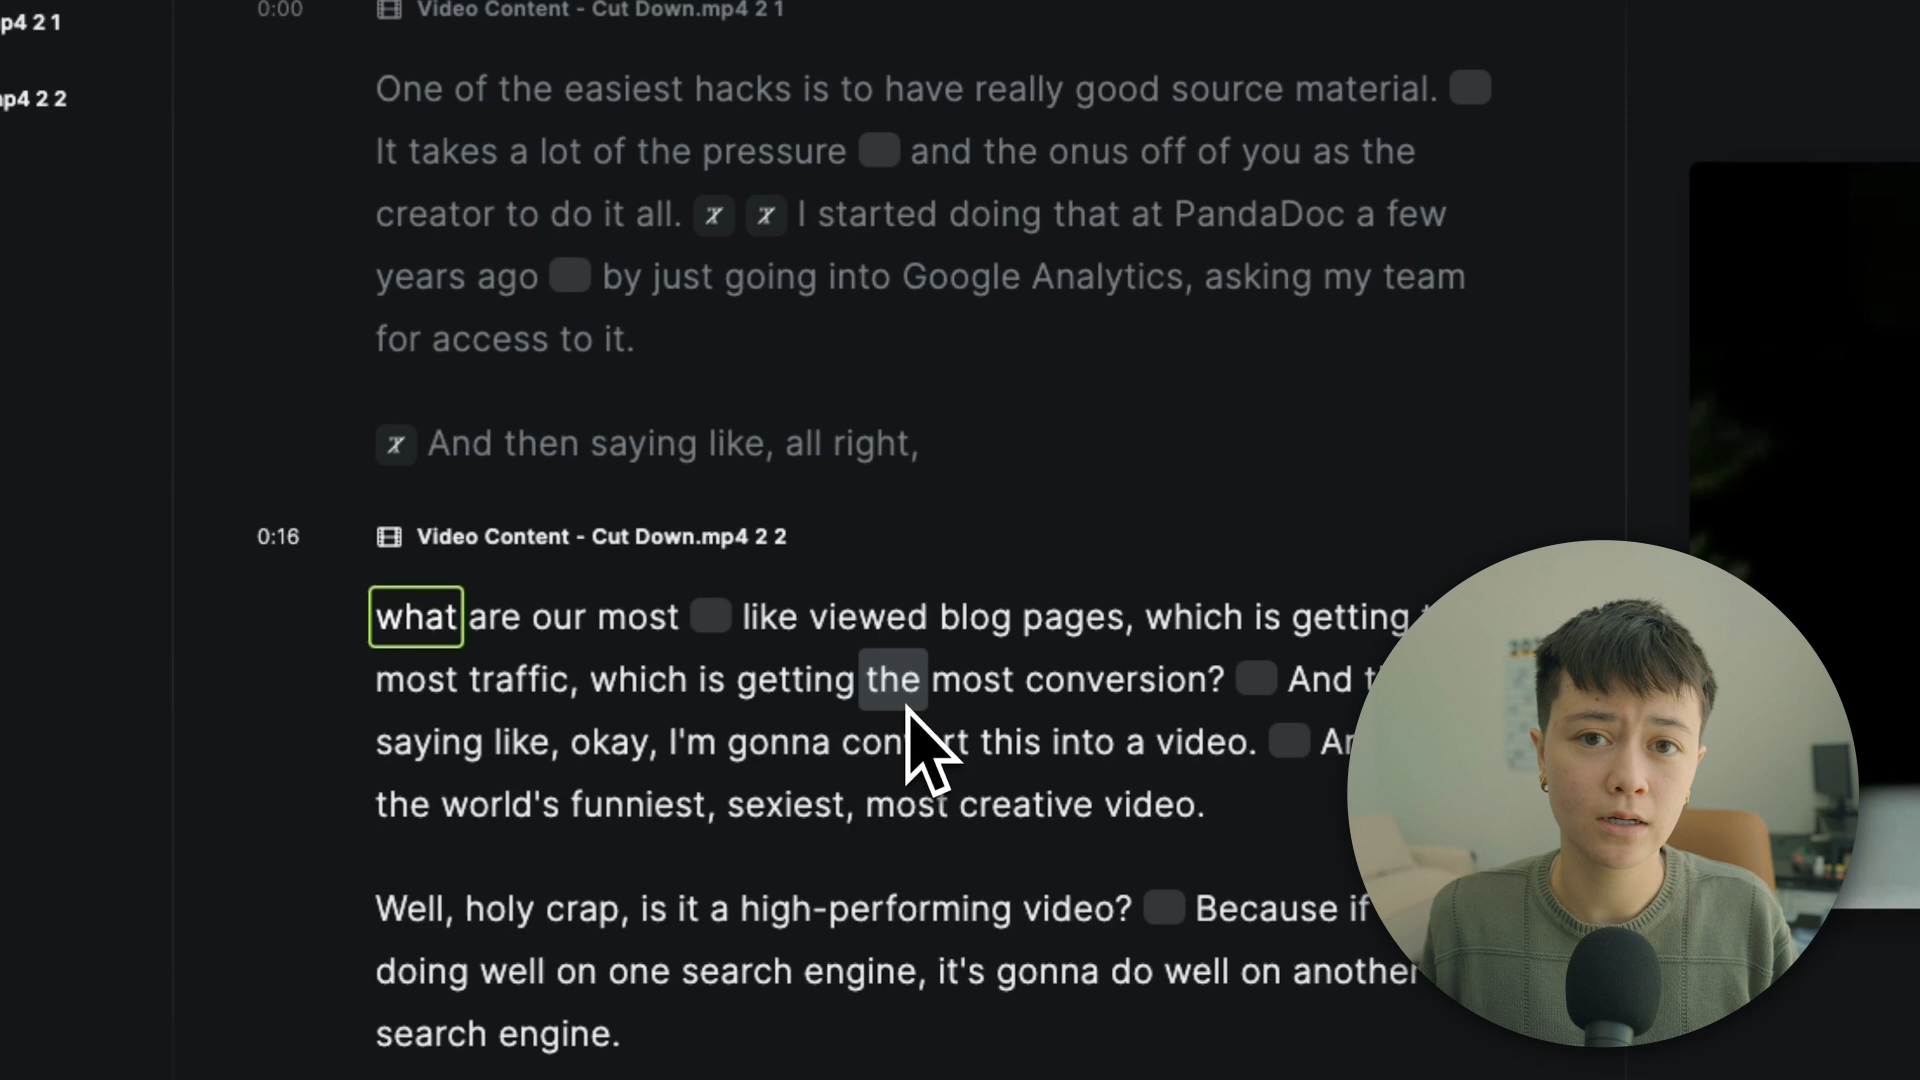 p4 2 1
p4 2 2
0:00 Video Content - Cut Down.mp4 2 1
One of the easiest hacks is to have really good source material.
It takes a lot of the pressure and the onus off of you as the
creator to do it all. I started doing that at PandaDoc a few
years ago by just going into Google Analytics, asking my team
for access to it.
And then saying like, all right,
0:16 Video Content - Cut Down.mp4 2 2
what are our most like viewed blog pages, which is getting
most traffic, which is getting the most conversion? And
saying like, okay, I'm gonna this into a video.
the world's funniest, sexiest, most creative video.
Well, holy crap, is it a high-performing video? Because if
doing well on one search engine, it's gonna do well on another
search engine.